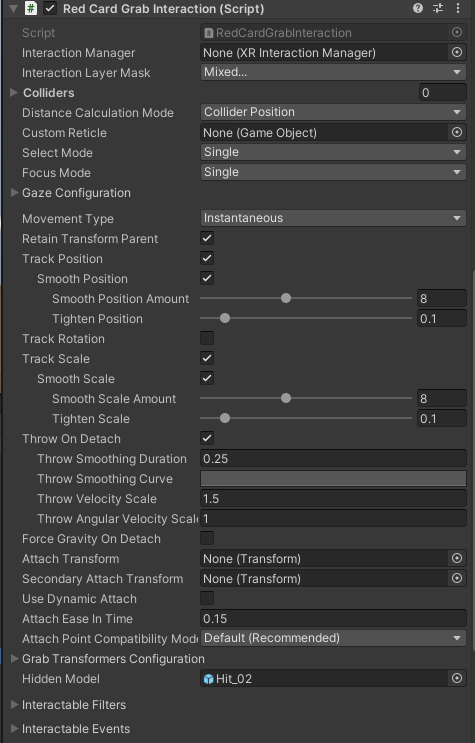 Red Card Grab Interaction (Script)
Script RedCardGrabInteraction
Interaction Manager None (XR Interaction Manager)
Interaction Layer Mask Mixed...
Colliders 0
Distance Calculation Mode Collider Position
Custom Reticle None (Game Object)
Select Mode Single
Focus Mode Single
Gaze Configuration
Movement Type Instantaneous
Retain Transform Parent
Track Position
Smooth Position
Smooth Position Amount 8
Tighten Position 0.1
Track Rotation
Track Scale
Smooth Scale
Smooth Scale Amount 8
Tighten Scale 0.1
Throw On Detach
Throw Smoothing Duration 0.25
Throw Smoothing Curve
Throw Velocity Scale 1.5
Throw Angular Velocity Scale 1
Force Gravity On Detach
Attach Transform None (Transform)
Secondary Attach Transform None (Transform)
Use Dynamic Attach
Attach Ease In Time 0.15
Attach Point Compatibility Mode Default (Recommended)
Grab Transformers Configuration
Hidden Model Hit_02
Interactable Filters
Interactable Events